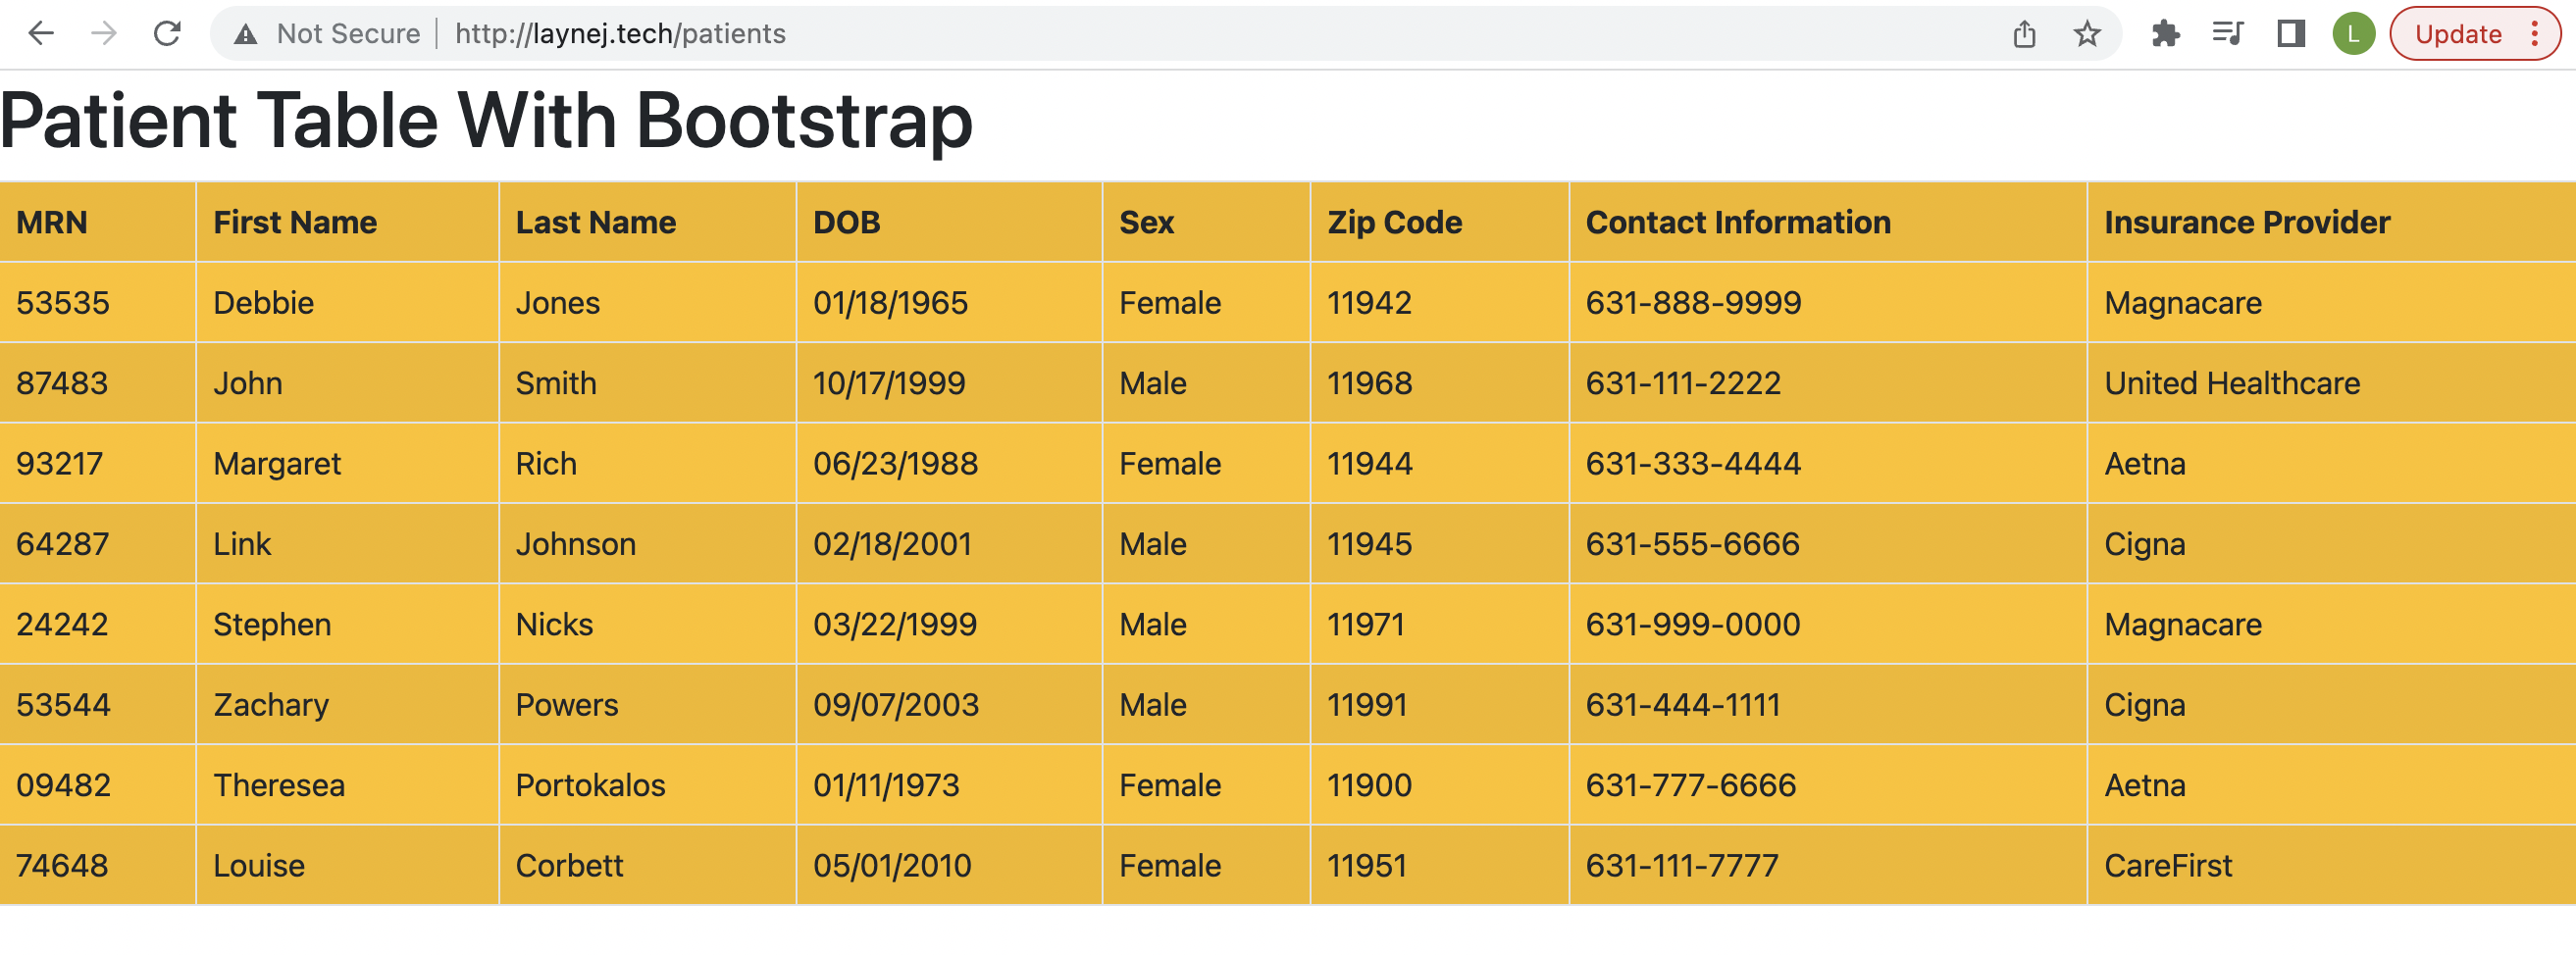 Not Secure | http://laynej.tech/patients L Update
Patient Table With Bootstrap
MRN First Name Last Name DOB Sex Zip Code Contact Information Insurance Provider
53535 Debbie Jones 01/18/1965 Female 11942 631-888-9999 Magnacare
87483 John Smith 10/17/1999 Male 11968 631-111-2222 United Healthcare
93217 Margaret Rich 06/23/1988 Female 11944 631-333-4444 Aetna
64287 Link Johnson 02/18/2001 Male 11945 631-555-6666 Cigna
24242 Stephen Nicks 03/22/1999 Male 11971 631-999-0000 Magnacare
53544 Zachary Powers 09/07/2003 Male 11991 631-444-1111 Cigna
09482 Theresea Portokalos 01/11/1973 Female 11900 631-777-6666 Aetna
74648 Louise Corbett 05/01/2010 Female 11951 631-111-7777 CareFirst